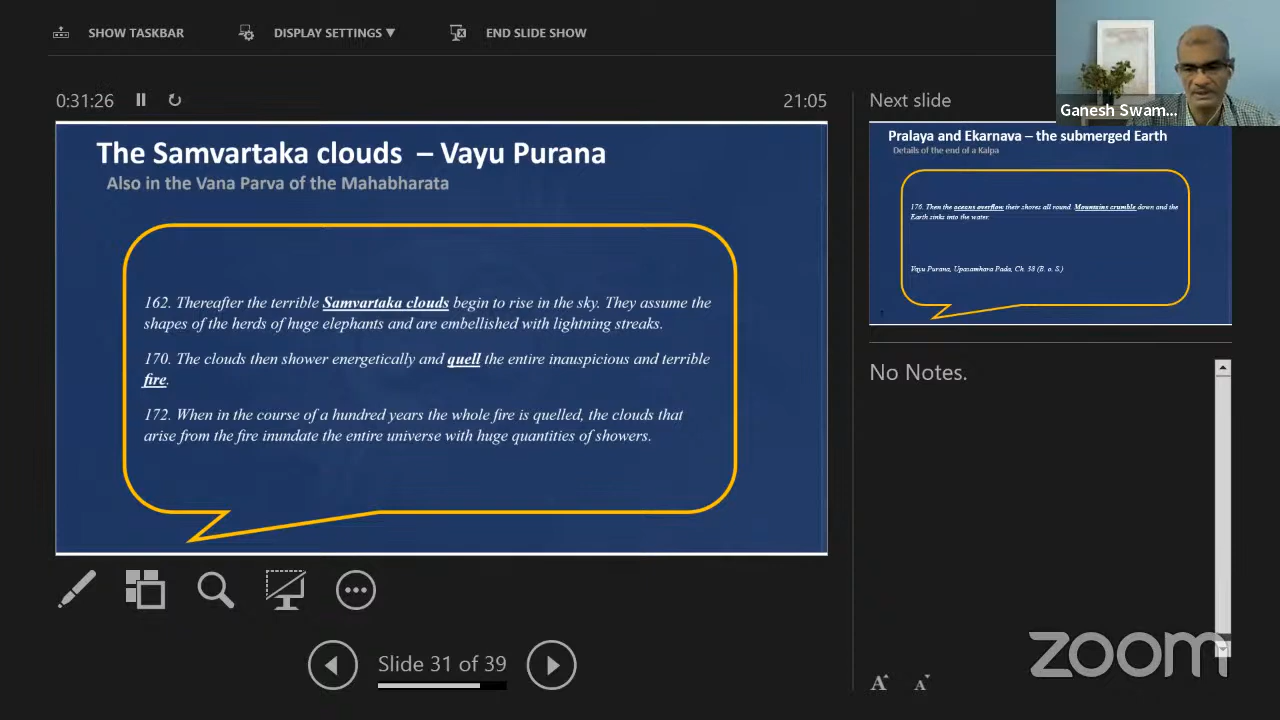 SHOW TASKBAR
DISPLAY SETTINGS ▼
END SLIDE SHOW
0:31:26
21:05
Next slide
Ganesh Swam...
The Samvartaka clouds – Vayu Purana
Also in the Vana Parva of the Mahabharata
162. Thereafter the terrible Samvartaka clouds begin to rise in the sky. They assume the
shapes of the herds of huge elephants and are embellished with lightning streaks.
170. The clouds then shower energetically and quell the entire inauspicious and terrible
fire.
172. When in the course of a hundred years the whole fire is quelled, the clouds that
arise from the fire inundate the entire universe with huge quantities of showers.
Pralaya and Ekarnava – the submerged Earth
Details of the end of a Kalpa
176. Then the oceans overflow their shores all round. Mountains crumble down and the
Earth sinks into the water.
Vayu Purana, Upasamhara Pada, Ch. 38 (B. o. S.)
No Notes.
Slide 31 of 39
A A
zoom